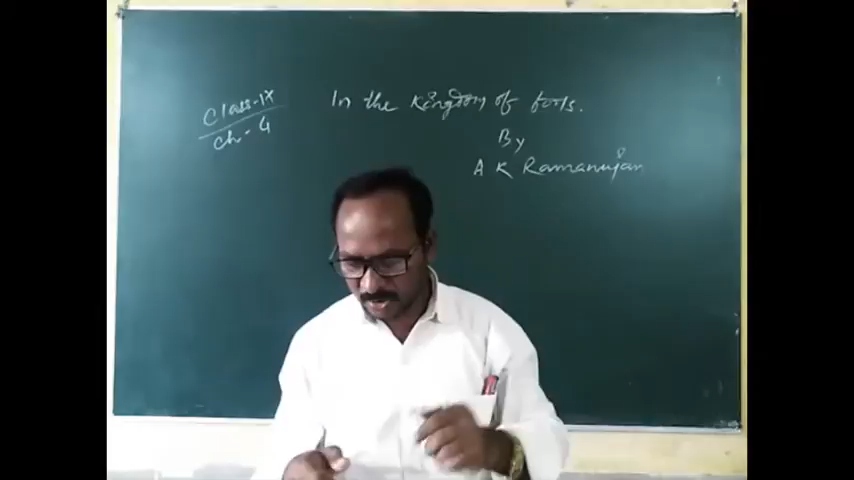 Class-IX
Ch-4
In the Kingdom of fools.
By
A K Ramanujan